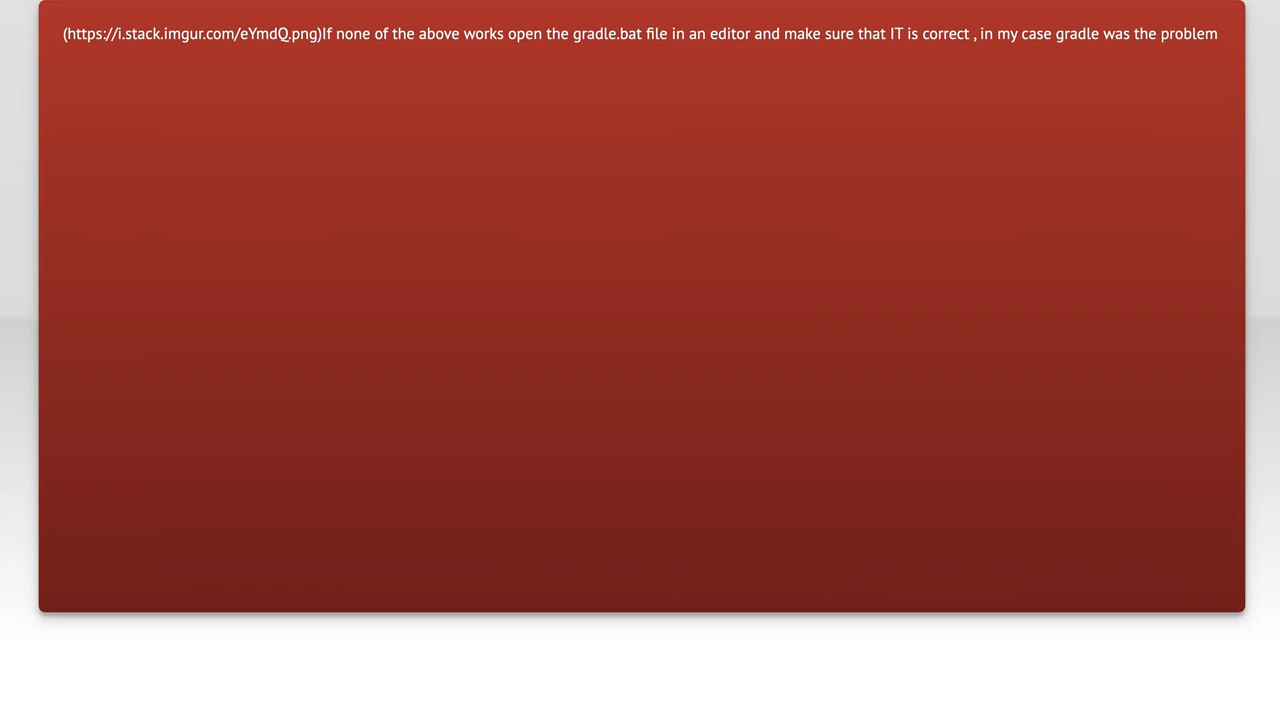 (https://i.stack.imgur.com/eYmdQ.png)If none of the above works open the gradle.bat file in an editor and make sure that IT is correct , in my case gradle was the problem